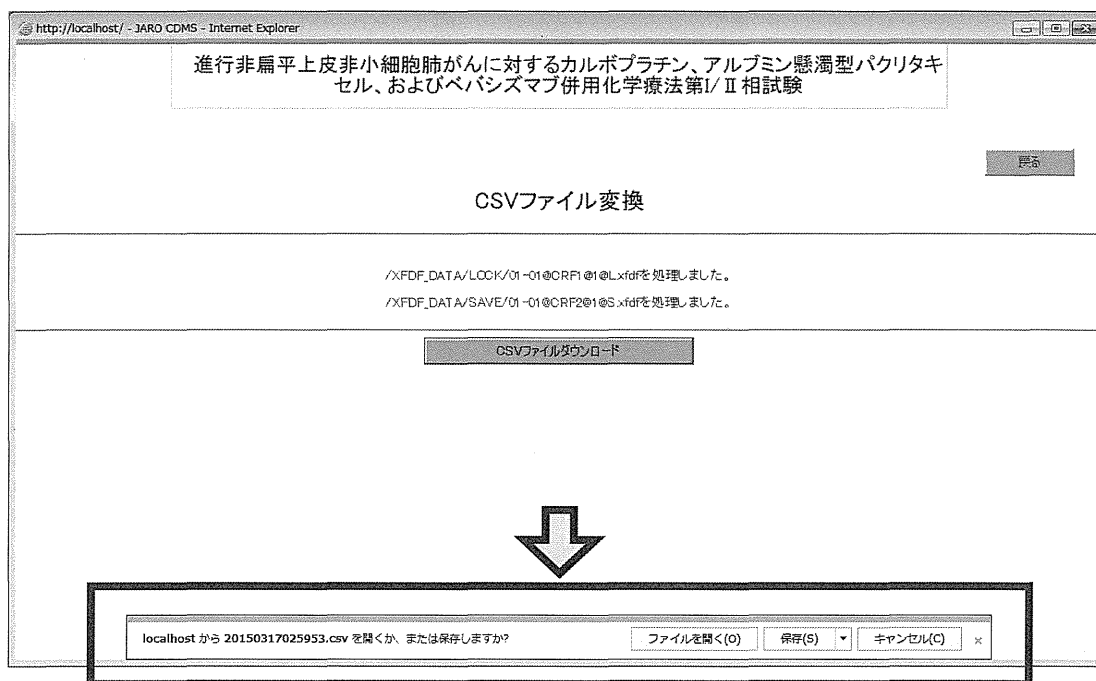 http://localhost/ - JARO CDMS - Internet Explorer
進行非扁平上皮非小細胞肺がんに対するカルボプラチン、アルブミン懸濁型パクリタキ
セル、およびベバシズマブ併用化学療法第I/Ⅱ相試験
戻る
CSVファイル変換
/XFDF_DATA/LOCK/01-01@CRF1@1@L.xfdfを処理しました。
/XFDF_DATA/SAVE/01-01@CRF2@1@S.xfdfを処理しました。
CSVファイルダウンロード
localhost から 20150317025953.csv を開くか、または保存しますか?
ファイルを開く(O) 保存(S) ▼ キャンセル(C) ×